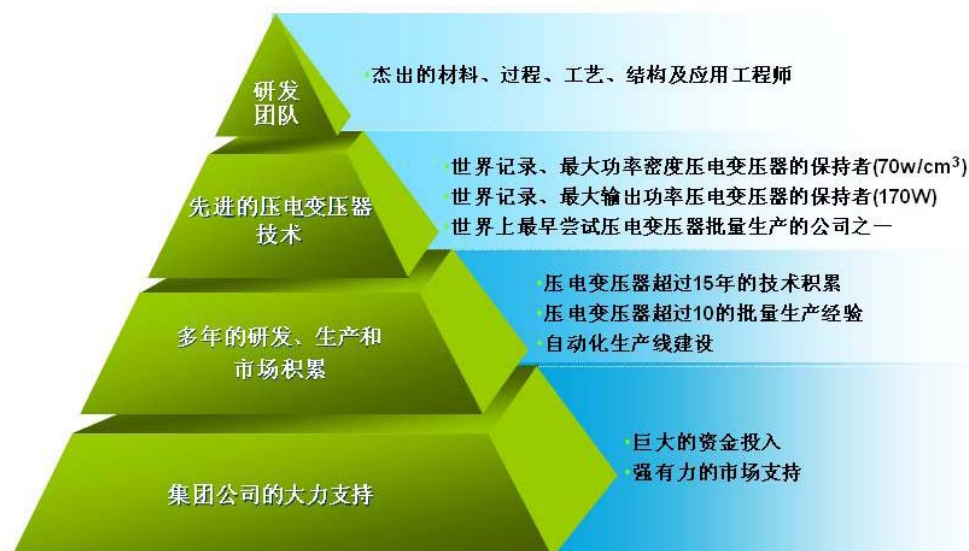 研发
团队
杰出的材料、过程、工艺、结构及应用工程师
先进的压电变压器
技术
世界记录、最大功率密度压电变压器的保持者(70w/cm³)
世界记录、最大输出功率压电变压器的保持者(170W)
世界上最早尝试压电变压器批量生产的公司之一
多年的研发、生产和
市场积累
压电变压器超过15年的技术积累
压电变压器超过10的批量生产经验
自动化生产线建设
集团公司的大力支持
巨大的资金投入
强有力的市场支持